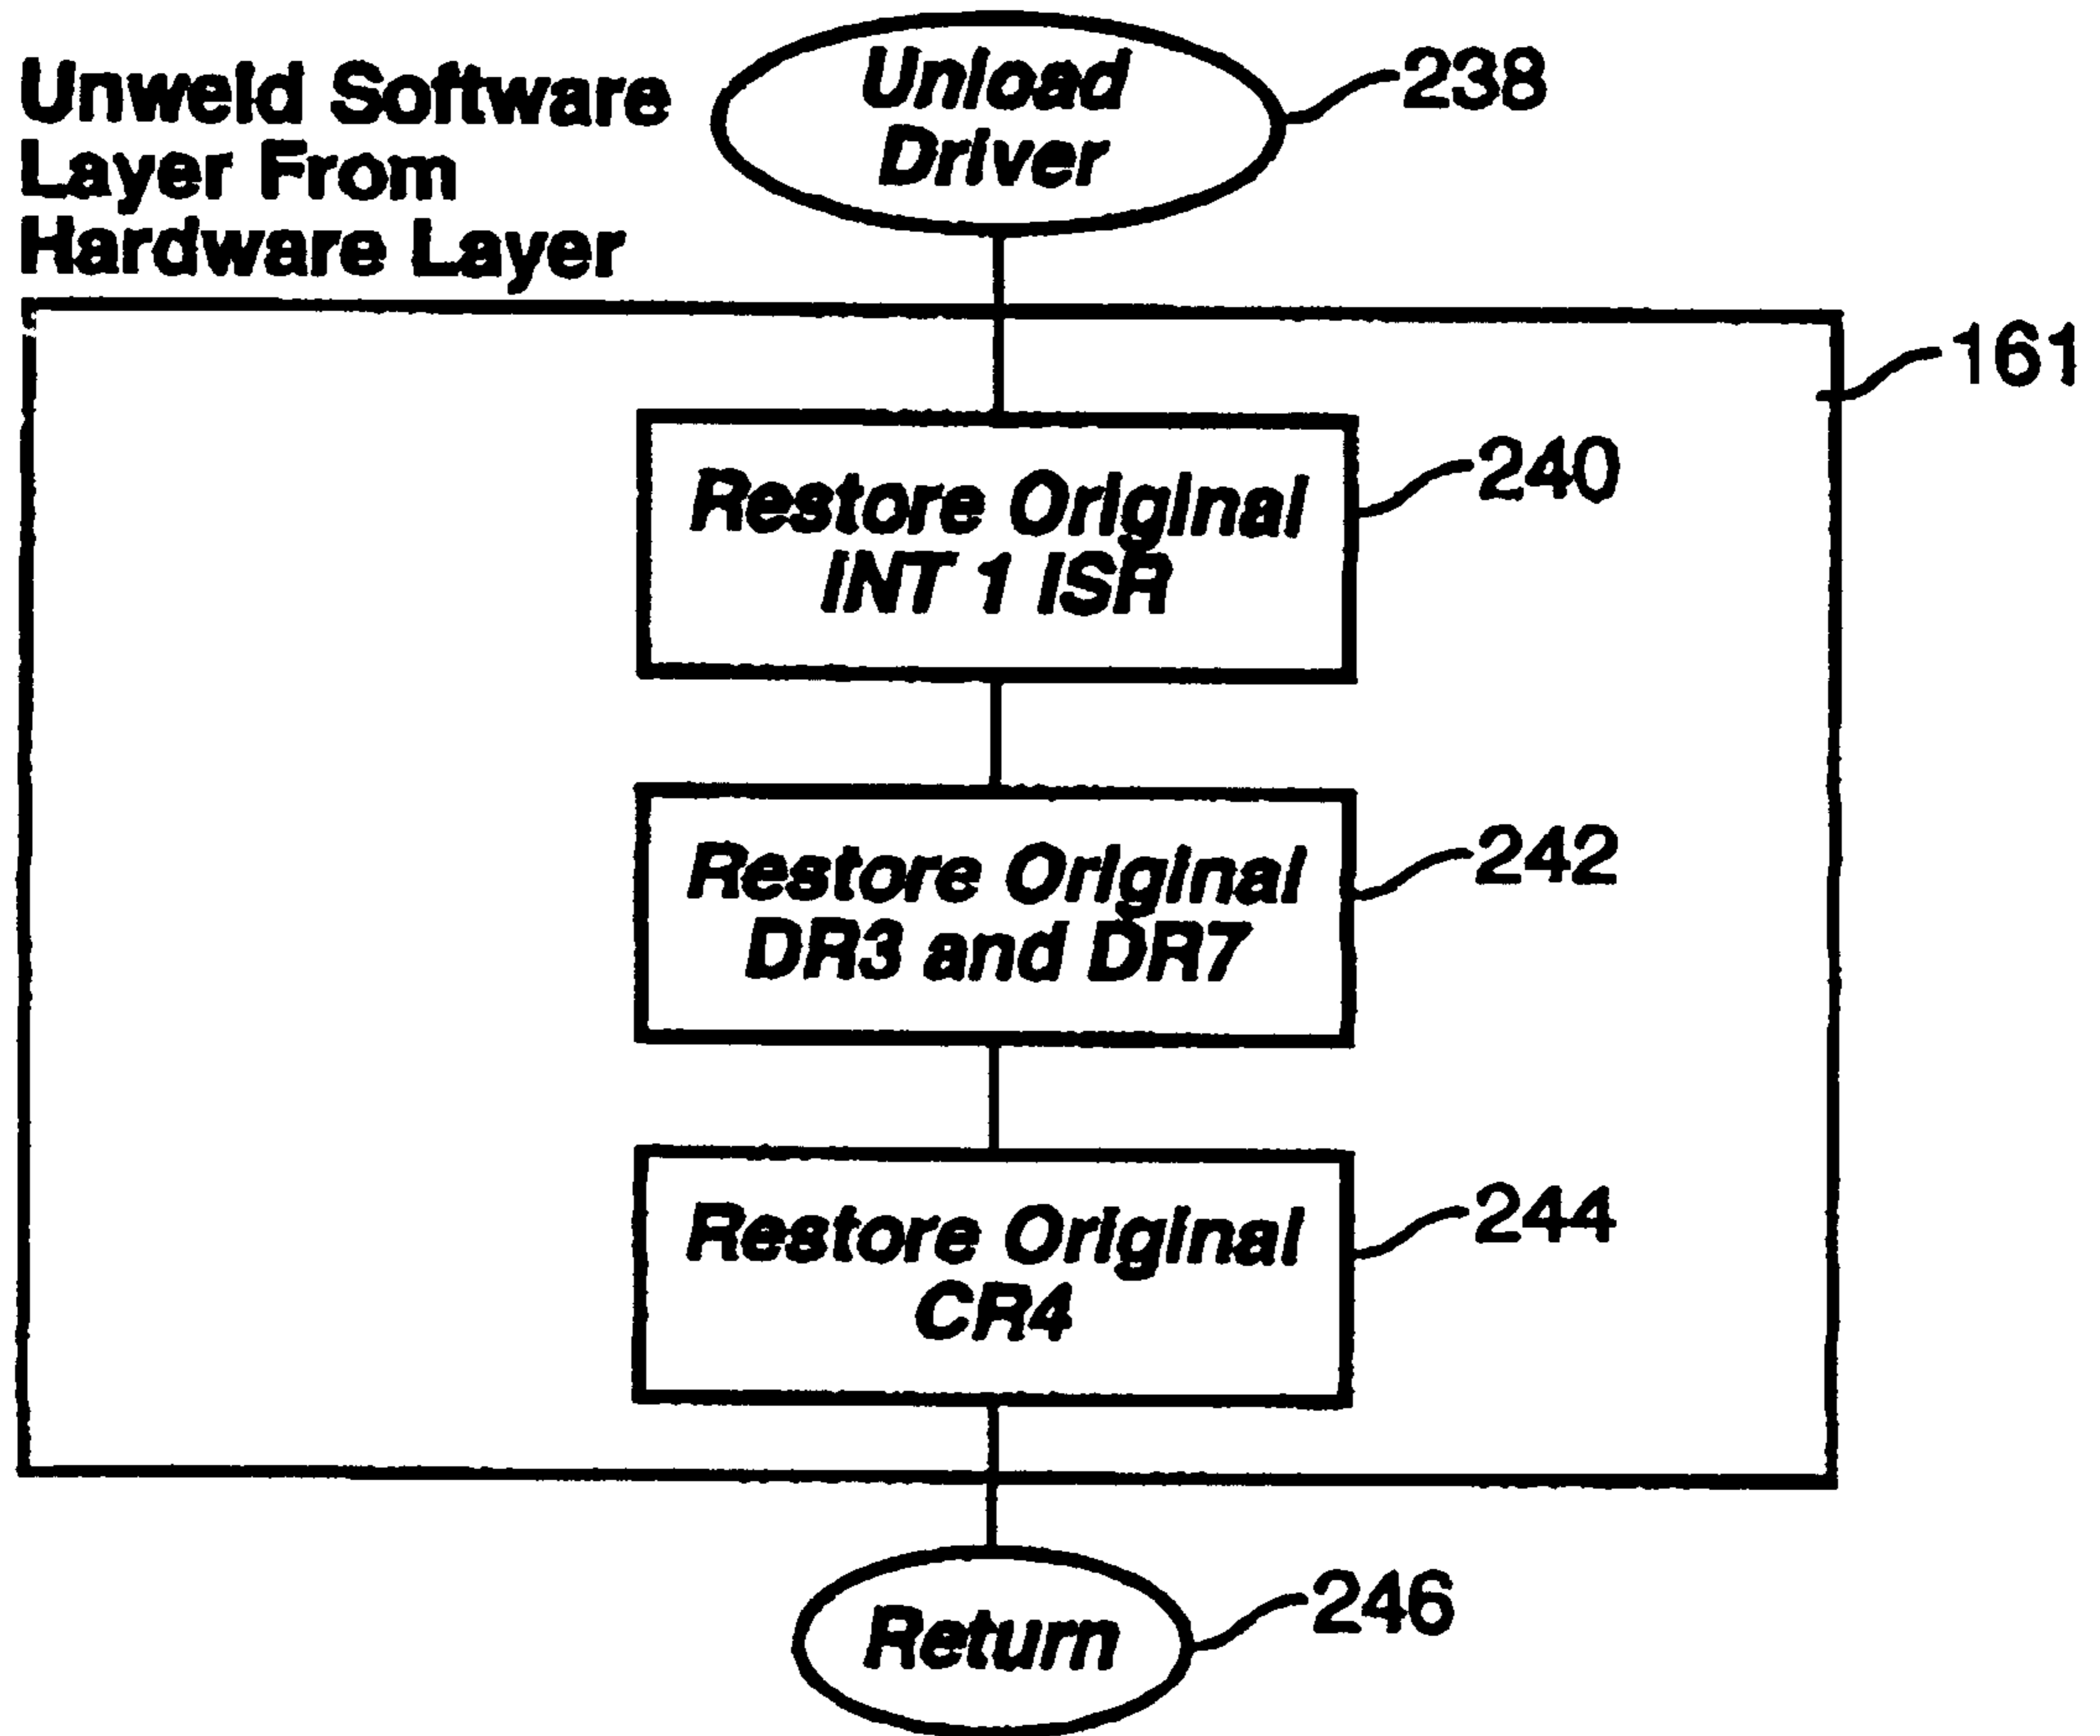 Unweld Software
Layer From
Hardware Layer
Unload
Driver
238
161
Restore Original
INT 1 ISR
240
Restore Original
DR3 and DR7
242
Restore Original
CR4
244
Return
246